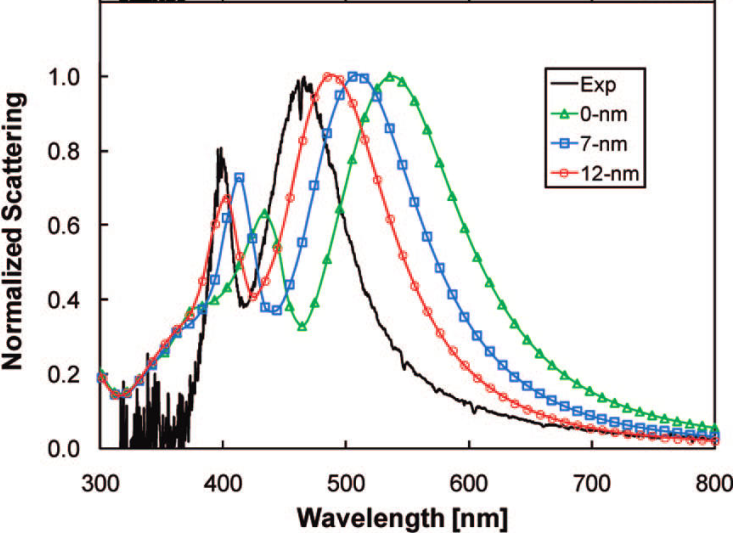 1.0
0.8
0.6
0.4
0.2
0.0
300 400 500 600 700 800
Normalized Scattering
Wavelength [nm]
Exp
0-nm
7-nm
12-nm